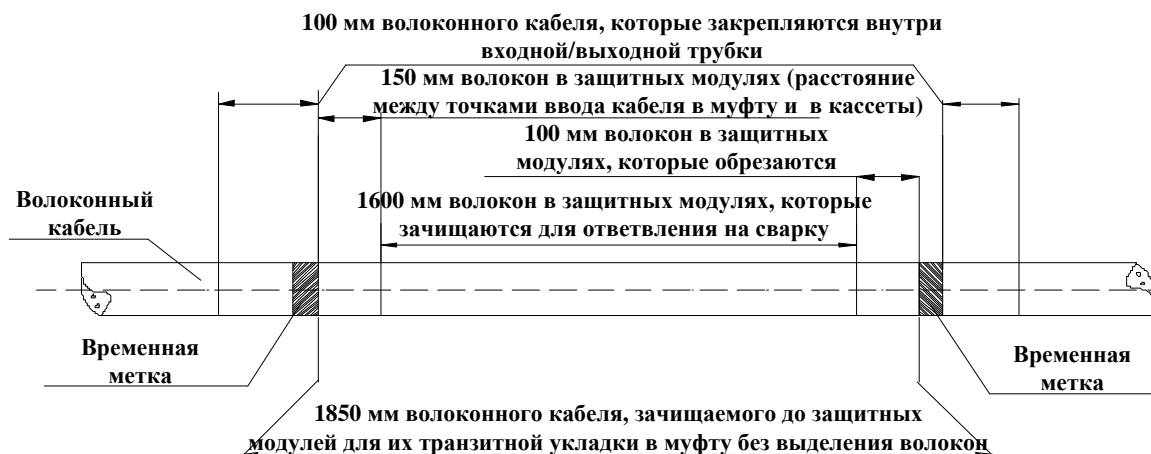 100 мм волоконного кабеля, которые закрепляются внутри
входной/выходной трубки
150 мм волокон в защитных модулях (расстояние
между точками ввода кабеля в муфту и в кассеты)
100 мм волокон в защитных
модулях, которые обрезаются
1600 мм волокон в защитных модулях, которые
зачищаются для ответвления на сварку
Волоконный
кабель
Временная
метка
Временная
метка
1850 мм волоконного кабеля, зачищаемого до защитных
модулей для их транзитной укладки в муфту без выделения волокон